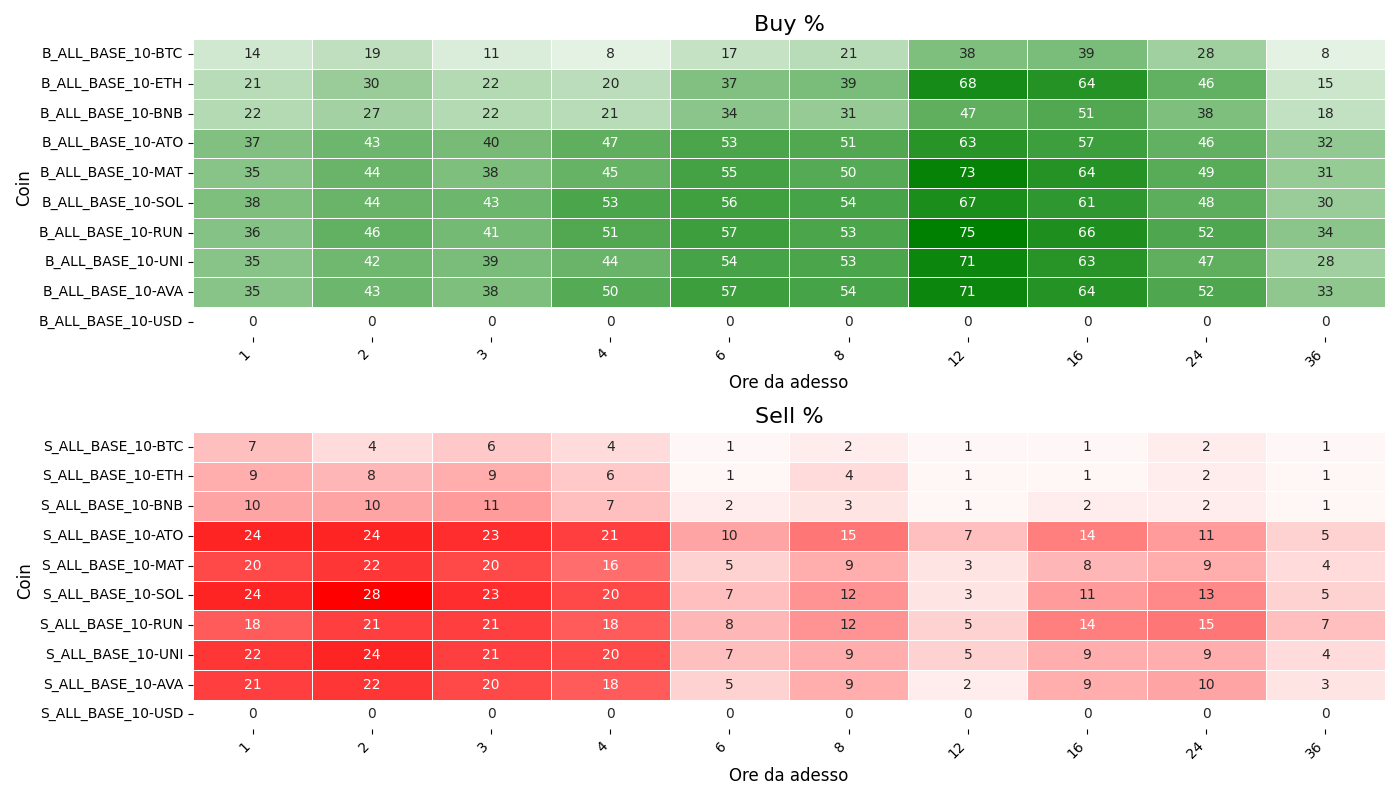 Buy %
Coin
B_ALL_BASE_10-BTC 14 19 11 8 17 21 38 39 28 8
B_ALL_BASE_10-ETH 21 30 22 20 37 39 68 64 46 15
B_ALL_BASE_10-BNB 22 27 22 21 34 31 47 51 38 18
B_ALL_BASE_10-ATO 37 43 40 47 53 51 63 57 46 32
B_ALL_BASE_10-MAT 35 44 38 45 55 50 73 64 49 31
B_ALL_BASE_10-SOL 38 44 43 53 56 54 67 61 48 30
B_ALL_BASE_10-RUN 36 46 41 51 57 53 75 66 52 34
B_ALL_BASE_10-UNI 35 42 39 44 54 53 71 63 47 28
B_ALL_BASE_10-AVA 35 43 38 50 57 54 71 64 52 33
B_ALL_BASE_10-USD 0 0 0 0 0 0 0 0 0 0
1 2 3 4 6 8 12 16 24 36
Ore da adesso
Sell %
Coin
S_ALL_BASE_10-BTC 7 4 6 4 1 2 1 1 2 1
S_ALL_BASE_10-ETH 9 8 9 6 1 4 1 1 2 1
S_ALL_BASE_10-BNB 10 10 11 7 2 3 1 2 2 1
S_ALL_BASE_10-ATO 24 24 23 21 10 15 7 14 11 5
S_ALL_BASE_10-MAT 20 22 20 16 5 9 3 8 9 4
S_ALL_BASE_10-SOL 24 28 23 20 7 12 3 11 13 5
S_ALL_BASE_10-RUN 18 21 21 18 8 12 5 14 15 7
S_ALL_BASE_10-UNI 22 24 21 20 7 9 5 9 9 4
S_ALL_BASE_10-AVA 21 22 20 18 5 9 2 9 10 3
S_ALL_BASE_10-USD 0 0 0 0 0 0 0 0 0 0
1 2 3 4 6 8 12 16 24 36
Ore da adesso